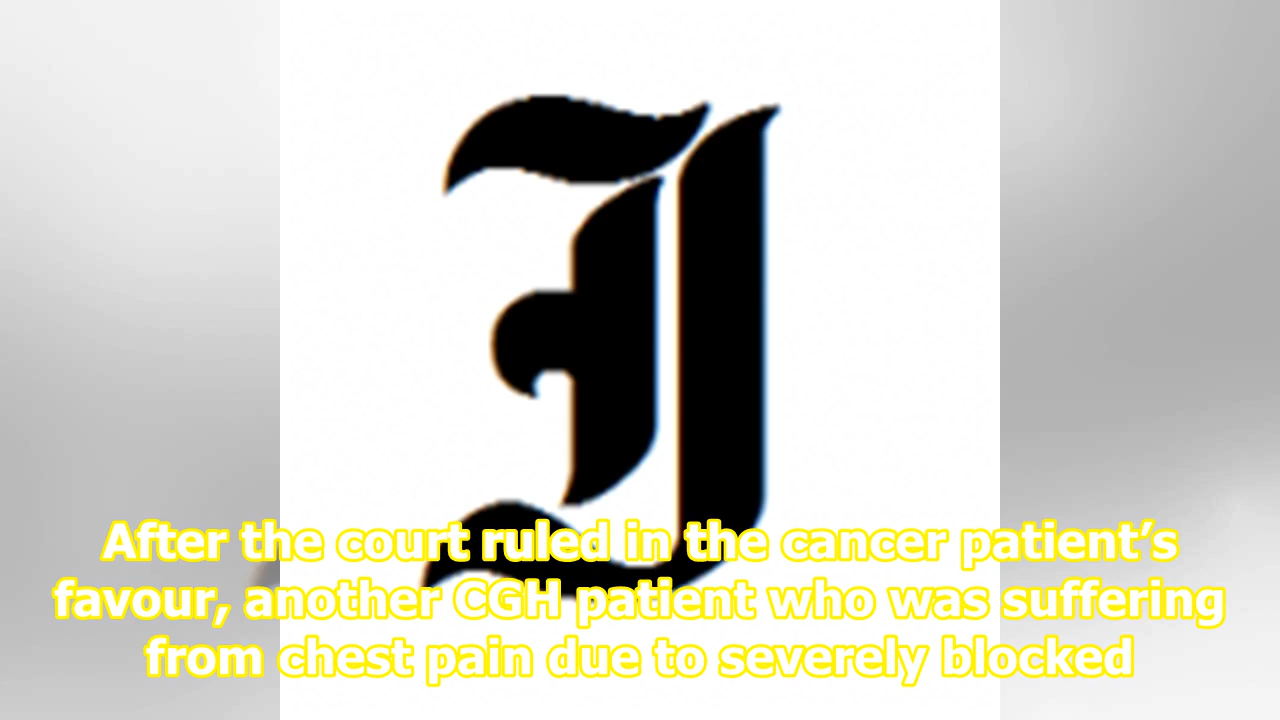 After the court ruled in the cancer patient’s
favour, another CGH patient who was suffering
from chest pain due to severely blocked